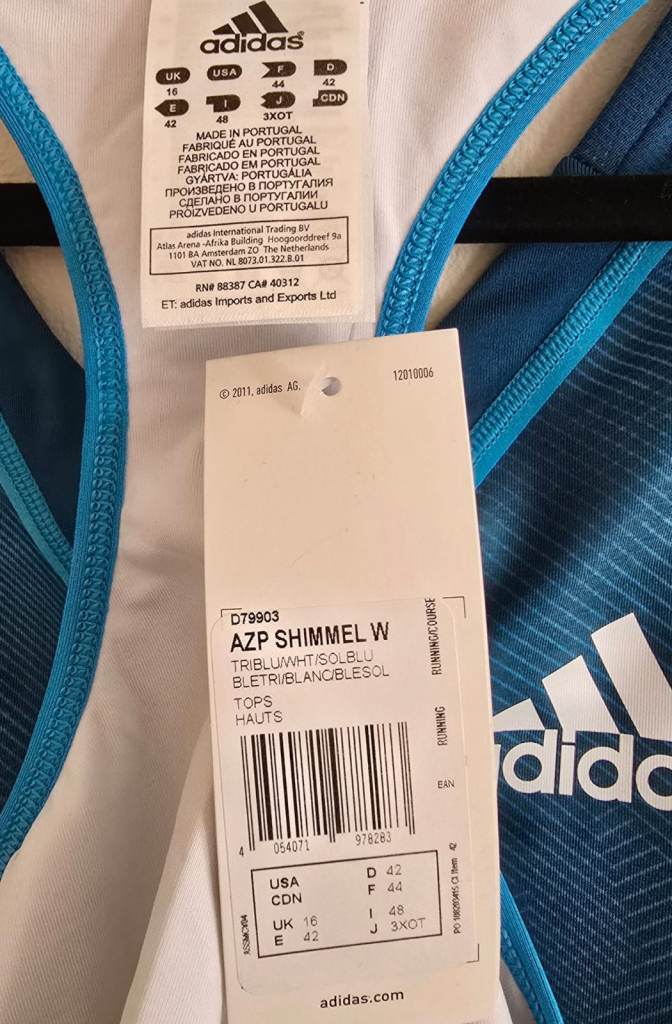 adidas
UK USA F D
16 44 42
E I J CDN
42 48 3XOT
MADE IN PORTUGAL
FABRIQUÉ AU PORTUGAL
FABRICADO EN PORTUGAL
FABRICADO EM PORTUGAL
GYÁRTVA: PORTUGÁLIA
ПРОИЗВЕДЕНО В ПОРТУГАЛИЯ
СДЕЛАНО В ПОРТУГАЛИИ
PROIZVEDENO U PORTUGALU
adidas International Trading BV
Atlas Arena -Afrika Building Hoogoorddreef 9a
1101 BA Amsterdam ZO The Netherlands
VAT NO. NL 8073.01.322.B.01
RN# 88387 CA# 40312
ET: adidas Imports and Exports Ltd
© 2011, adidas AG.
12010006
D79903
AZP SHIMMEL W
TRIBLU/WHT/SOLBLU
BLETRI/BLANC/BLESOL
TOPS
HAUTS
RUNNING/COURSE
RUNNING
EAN
4 054071 978283
USA
CDN
UK 16
E 42
D 42
F 44
I 48
J 3XOT
42
adidas.com
adidas